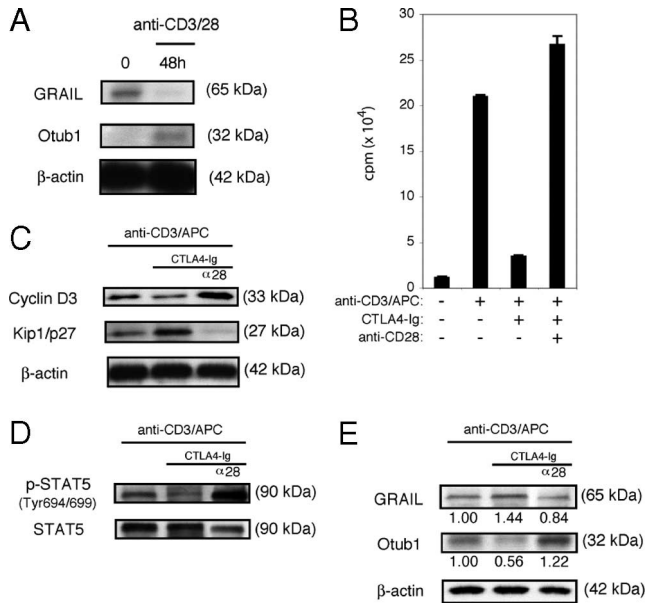 A
anti-CD3/28
0 48h
GRAIL (65 kDa)
Otub1 (32 kDa)
β-actin (42 kDa)
B
30
25
20
15
10
5
0
cpm (x 10⁴)
anti-CD3/APC: - + + +
CTLA4-Ig: - - + +
anti-CD28: - - - +
C
anti-CD3/APC
CTLA4-Ig
α28
Cyclin D3 (33 kDa)
Kip1/p27 (27 kDa)
β-actin (42 kDa)
D
anti-CD3/APC
CTLA4-Ig
α28
p-STAT5 (90 kDa)
(Tyr694/699)
STAT5 (90 kDa)
E
anti-CD3/APC
CTLA4-Ig
α28
GRAIL (65 kDa)
1.00 1.44 0.84
Otub1 (32 kDa)
1.00 0.56 1.22
β-actin (42 kDa)